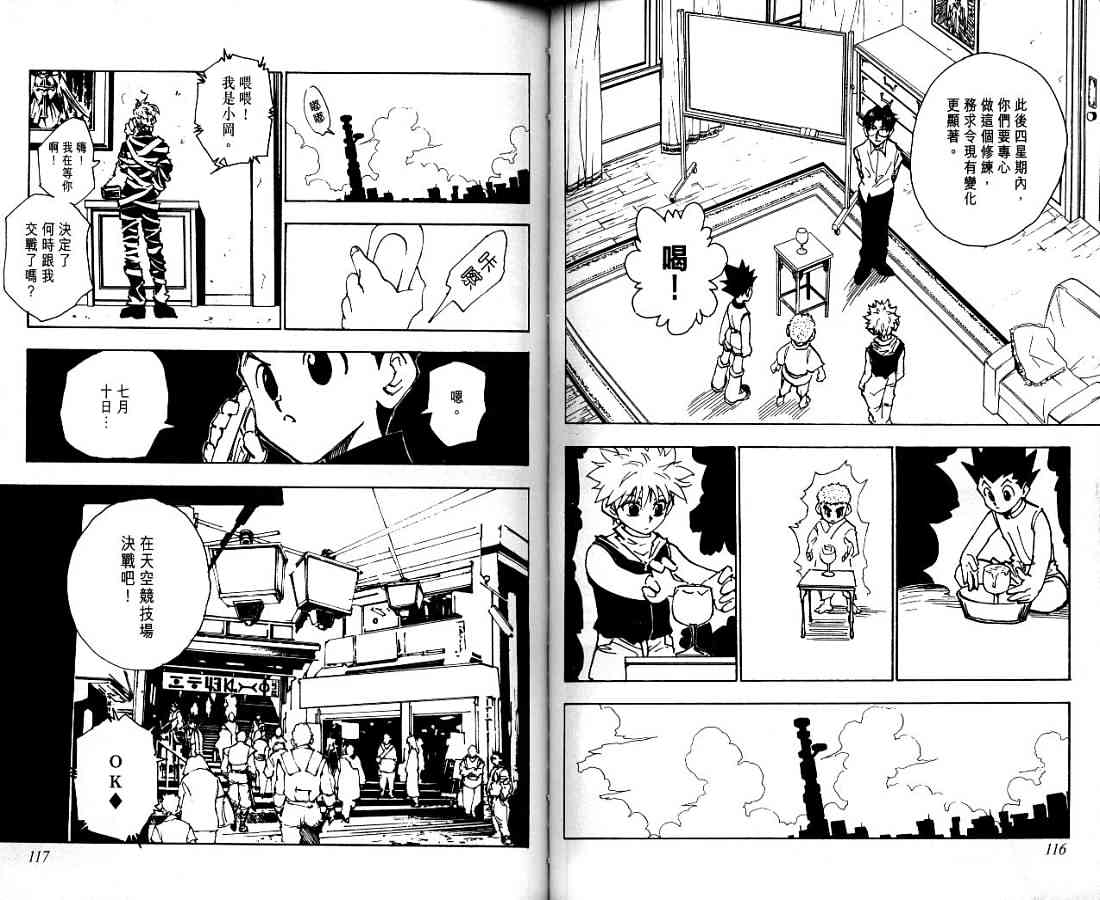 此後四星期內，
你們要專心
做這個修鍊，
務求令現有變化
更顯著。
喝！
116
嘟
嘟
喂喂！
我是小岡。
嗨！
我在等你
啊！
決定了
何時跟我
交戰了嗎？
嗯。
七月
十日…
在天空競技場
決戰吧！
OK♦
117